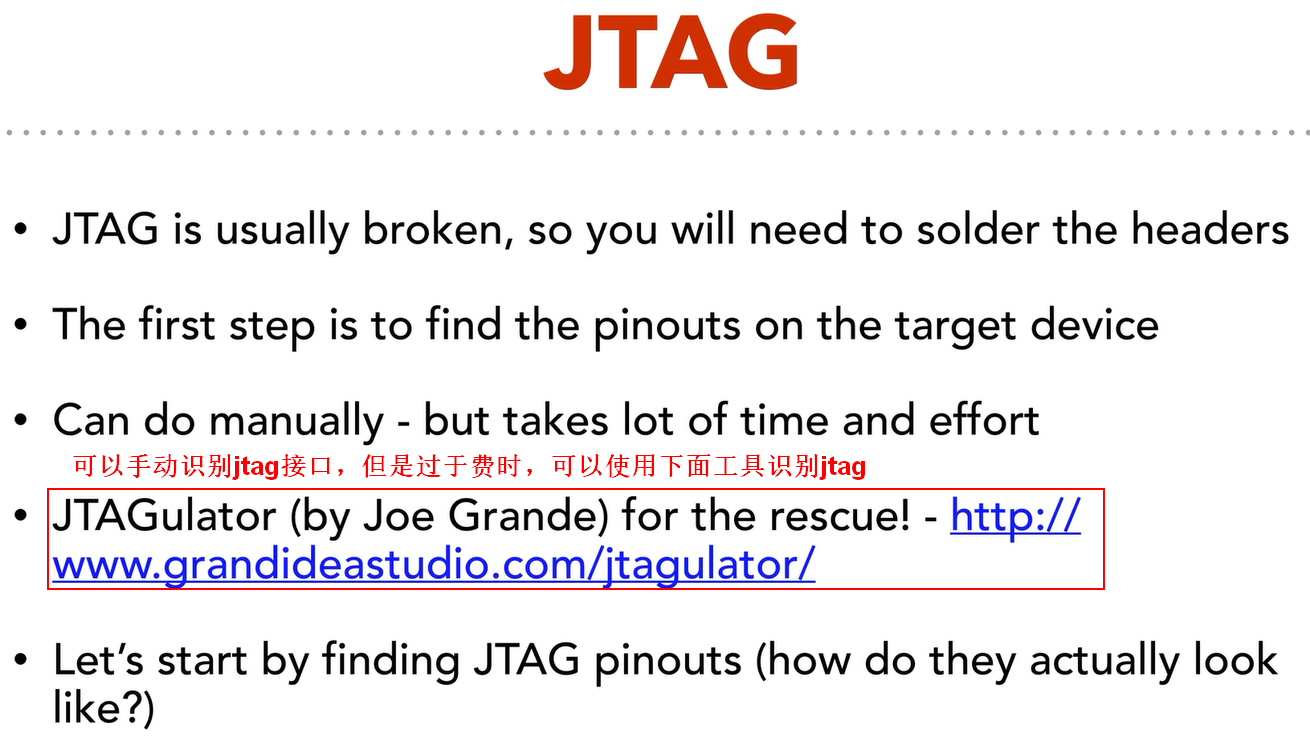 JTAG
• JTAG is usually broken, so you will need to solder the headers
• The first step is to find the pinouts on the target device
• Can do manually - but takes lot of time and effort
可以手动识别jtag接口，但是过于费时，可以使用下面工具识别jtag
• JTAGulator (by Joe Grande) for the rescue! - http://
www.grandideastudio.com/jtagulator/
• Let’s start by finding JTAG pinouts (how do they actually look
like?)